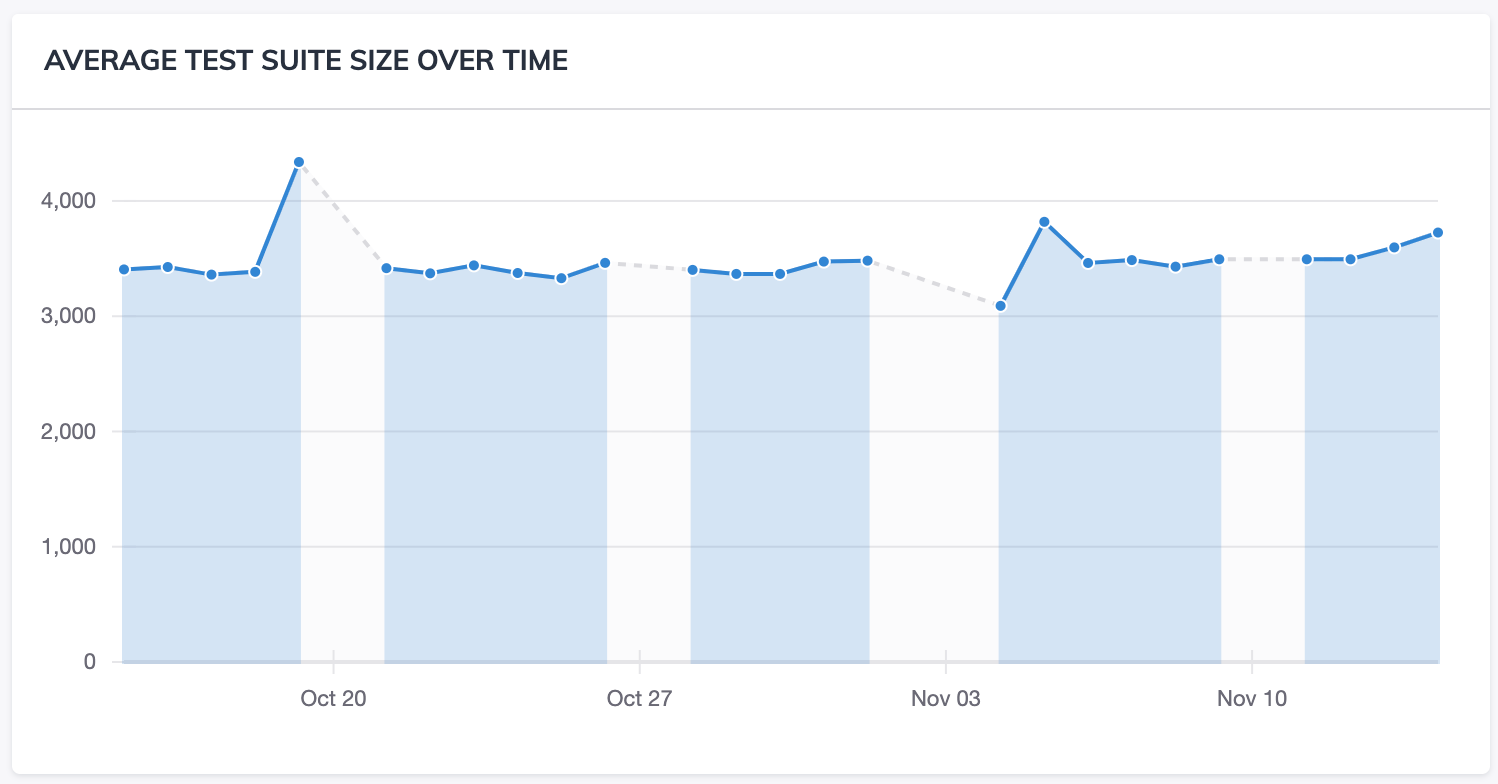 AVERAGE TEST SUITE SIZE OVER TIME
4,000
3,000
2,000
1,000
0
Oct 20 Oct 27 Nov 03 Nov 10